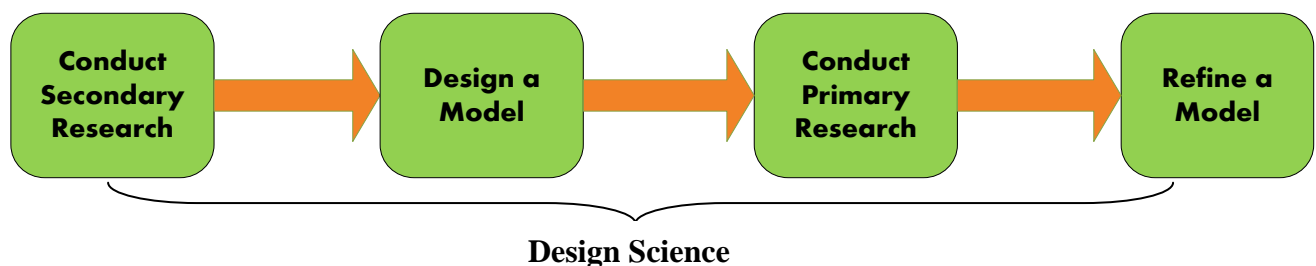 Conduct
Secondary
Research
Design a
Model
Conduct
Primary
Research
Refine a
Model
Design Science